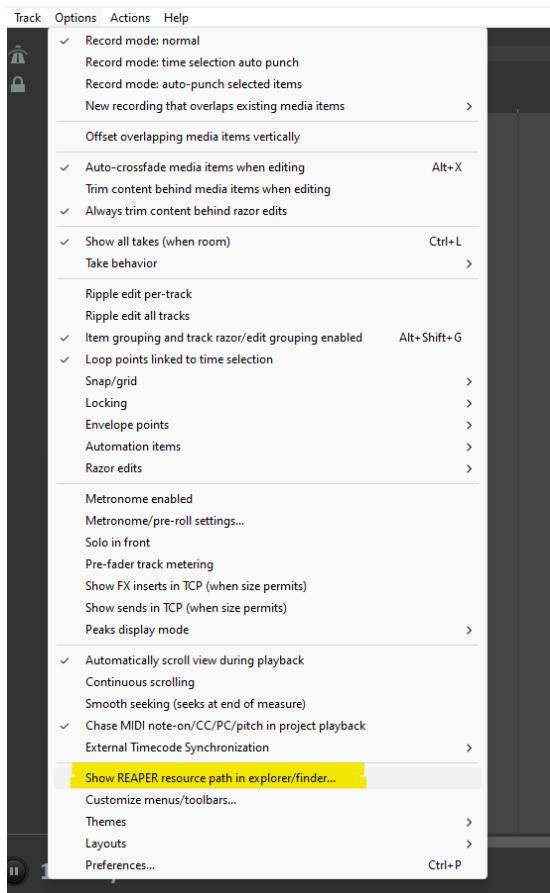 Track Options Actions Help
Record mode: normal
Record mode: time selection auto punch
Record mode: auto-punch selected items
New recording that overlaps existing media items
Offset overlapping media items vertically
Auto-crossfade media items when editing Alt+X
Trim content behind media items when editing
Always trim content behind razor edits
Show all takes (when room) Ctrl+L
Take behavior
Ripple edit per-track
Ripple edit all tracks
Item grouping and track razor/edit grouping enabled Alt+Shift+G
Loop points linked to time selection
Snap/grid
Locking
Envelope points
Automation items
Razor edits
Metronome enabled
Metronome/pre-roll settings...
Solo in front
Pre-fader track metering
Show FX inserts in TCP (when size permits)
Show sends in TCP (when size permits)
Peaks display mode
Automatically scroll view during playback
Continuous scrolling
Smooth seeking (seeks at end of measure)
Chase MIDI note-on/CC/PC/pitch in project playback
External Timecode Synchronization
Show REAPER resource path in explorer/finder...
Customize menus/toolbars...
Themes
Layouts
Preferences... Ctrl+P